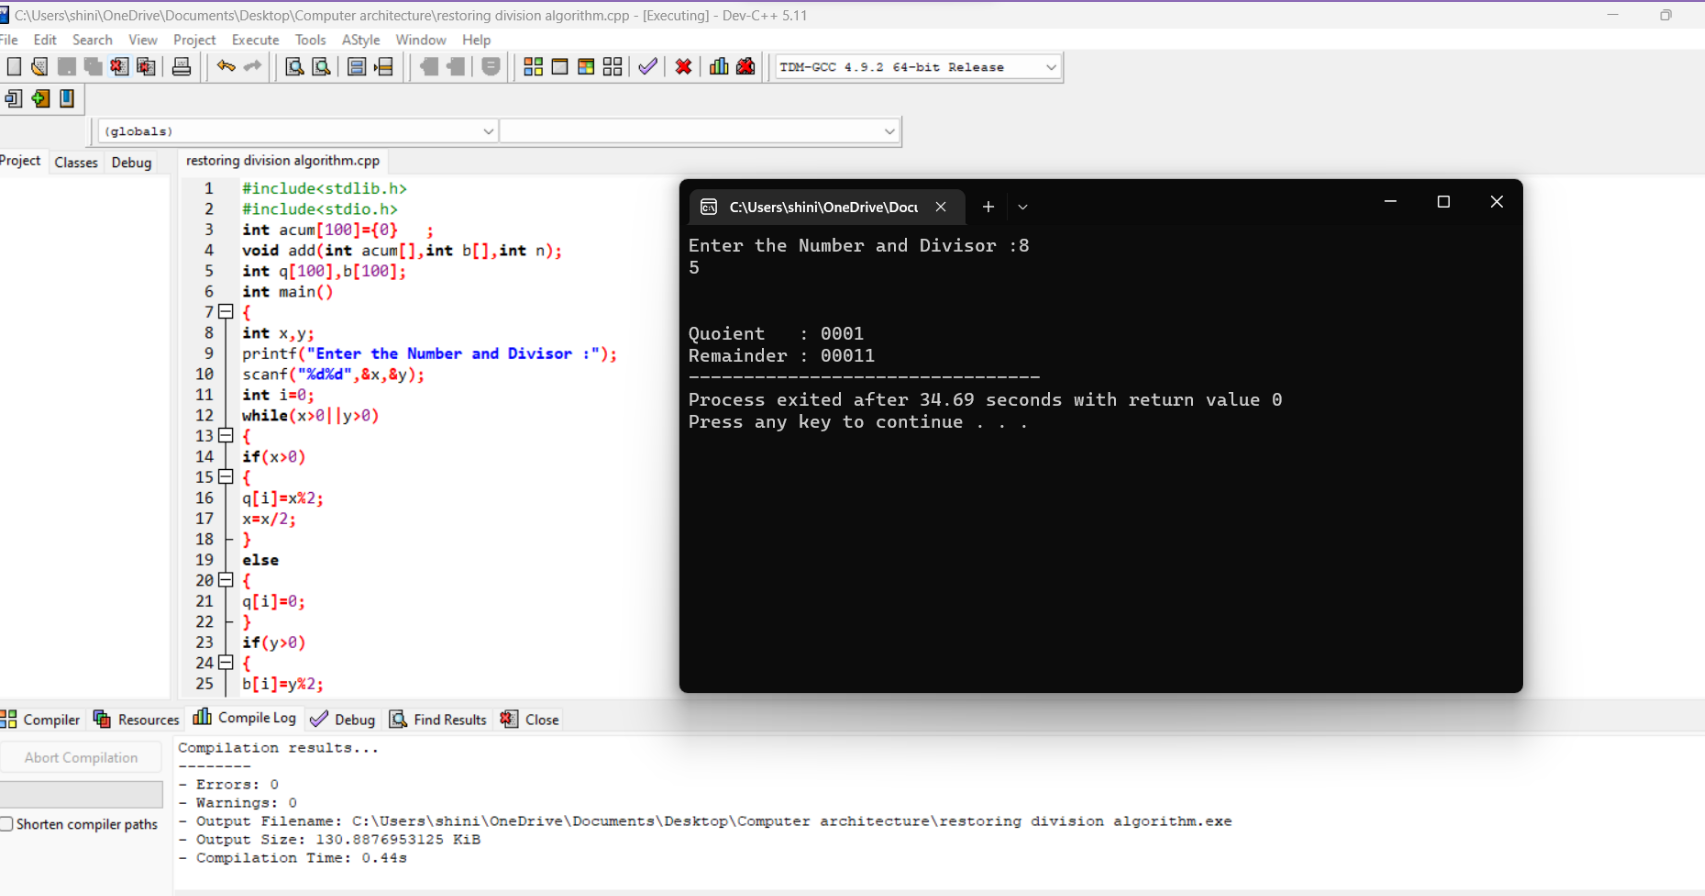 C:\Users\shini\OneDrive\Documents\Desktop\Computer architecture\restoring division algorithm.cpp - [Executing] - Dev-C++ 5.11
File Edit Search View Project Execute Tools AStyle Window Help
TDM-GCC 4.9.2 64-bit Release
(globals)
Project Classes Debug restoring division algorithm.cpp
1 #include<stdlib.h>
2 #include<stdio.h>
3 int acum[100]={0}   ;
4 void add(int acum[],int b[],int n);
5 int q[100],b[100];
6 int main()
7 {
8 int x,y;
9 printf("Enter the Number and Divisor :");
10 scanf("%d%d",&x,&y);
11 int i=0;
12 while(x>0||y>0)
13 {
14 if(x>0)
15 {
16 q[i]=x%2;
17 x=x/2;
18 }
19 else
20 {
21 q[i]=0;
22 }
23 if(y>0)
24 {
25 b[i]=y%2;
C:\Users\shini\OneDrive\Docu
Enter the Number and Divisor :8
5
Quoient   : 0001
Remainder : 00011
--------------------------------
Process exited after 34.69 seconds with return value 0
Press any key to continue . . .
Compiler Resources Compile Log Debug Find Results Close
Abort Compilation
Shorten compiler paths
Compilation results...
--------
- Errors: 0
- Warnings: 0
- Output Filename: C:\Users\shini\OneDrive\Documents\Desktop\Computer architecture\restoring division algorithm.exe
- Output Size: 130.8876953125 KiB
- Compilation Time: 0.44s